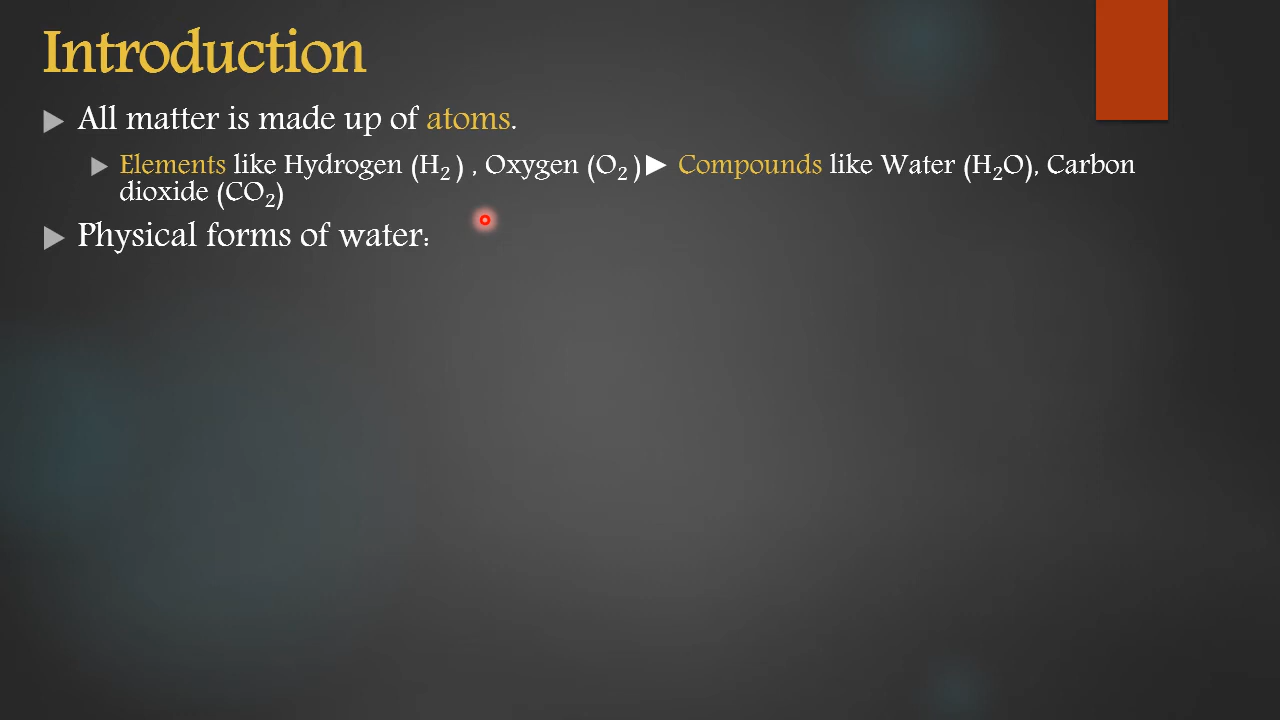 Introduction
All matter is made up of atoms.
Elements like Hydrogen (H₂ ) , Oxygen (O₂ )▶ Compounds like Water (H₂O), Carbon
dioxide (CO₂)
Physical forms of water: